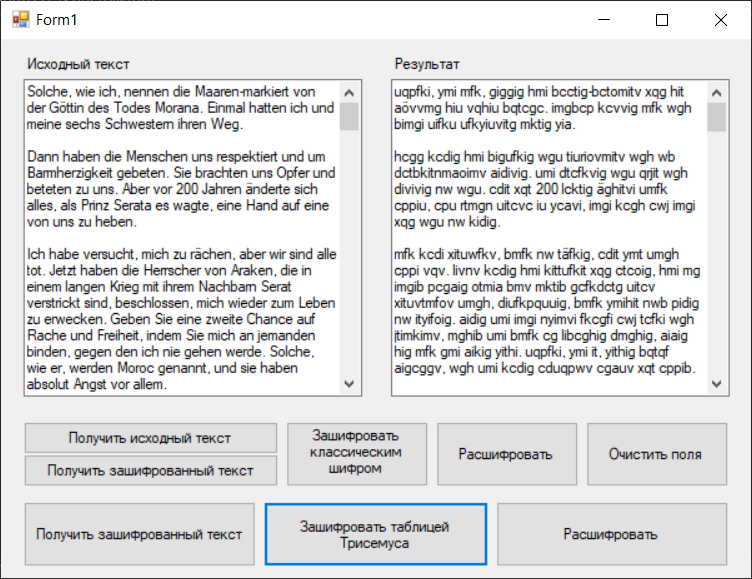 Form1
Исходный текст
Solche, wie ich, nennen die Maaren-markiert von
der Göttin des Todes Morana. Einmal hatten ich und
meine sechs Schwestern ihren Weg.
Dann haben die Menschen uns respektiert und um
Barmherzigkeit gebeten. Sie brachten uns Opfer und
beteten zu uns. Aber vor 200 Jahren änderte sich
alles, als Prinz Serata es wagte, eine Hand auf eine
von uns zu heben.
Ich habe versucht, mich zu rächen, aber wir sind alle
tot. Jetzt haben die Herrscher von Araken, die in
einem langen Krieg mit ihrem Nachbarn Serat
verstrickt sind, beschlossen, mich wieder zum Leben
zu erwecken. Geben Sie eine zweite Chance auf
Rache und Freiheit, indem Sie mich an jemanden
binden, gegen den ich nie gehen werde. Solche,
wie er, werden Moroc genannt, und sie haben
absolut Angst vor allem.
Результат
uqpfki, ymi mfk, giggig hmi bcctig-bctomitv xqg hit
aövvmg hiu vqhiu bqtcgc. imgbcp kcvvig mfk wgh
bimgi uifku ufkyiuvitg mktig yia.
hcgg kcdig hmi bigufkig wgu tiuriovmitv wgh wb
dctbkitnmaoimv aidivig. umi dtcfkvig wgu qrjit wgh
divivig nw wgu. cdit xqt 200 lcktig äghitvi umfk
cppiu, cpu rtmgn uitcvc iu ycavi, imgi kcgh cwj imgi
xqg wgu nw kidig.
mfk kcdi xituwfkv, bmfk nw täfkig, cdit ymt umgh
cppi vqv. livnv kcdig hmi kittufkit xqg ctcoig, hmi mg
imgib pcgaig otmia bmv mktib gcfkdctg uitcv
xituvtmfov umgh, diufkpquuig, bmfk ymihit nwb pidig
nw ityifoig. aidig umi imgi nyimvi fkcgfi cwj tcfki wgh
jtimkimv, mghib umi bmfk cg libcghig dmghig, aiaig
hig mfk gmi aikig yithi. uqpfki, ymi it, yithig bqtqf
aigcggv, wgh umi kcdig cduqpwv cgauv xqt cppib.
Получить исходный текст
Получить зашифрованный текст
Зашифровать
классическим
шифром
Расшифровать
Очистить поля
Получить зашифрованный текст
Зашифровать таблицей
Трисемуса
Расшифровать